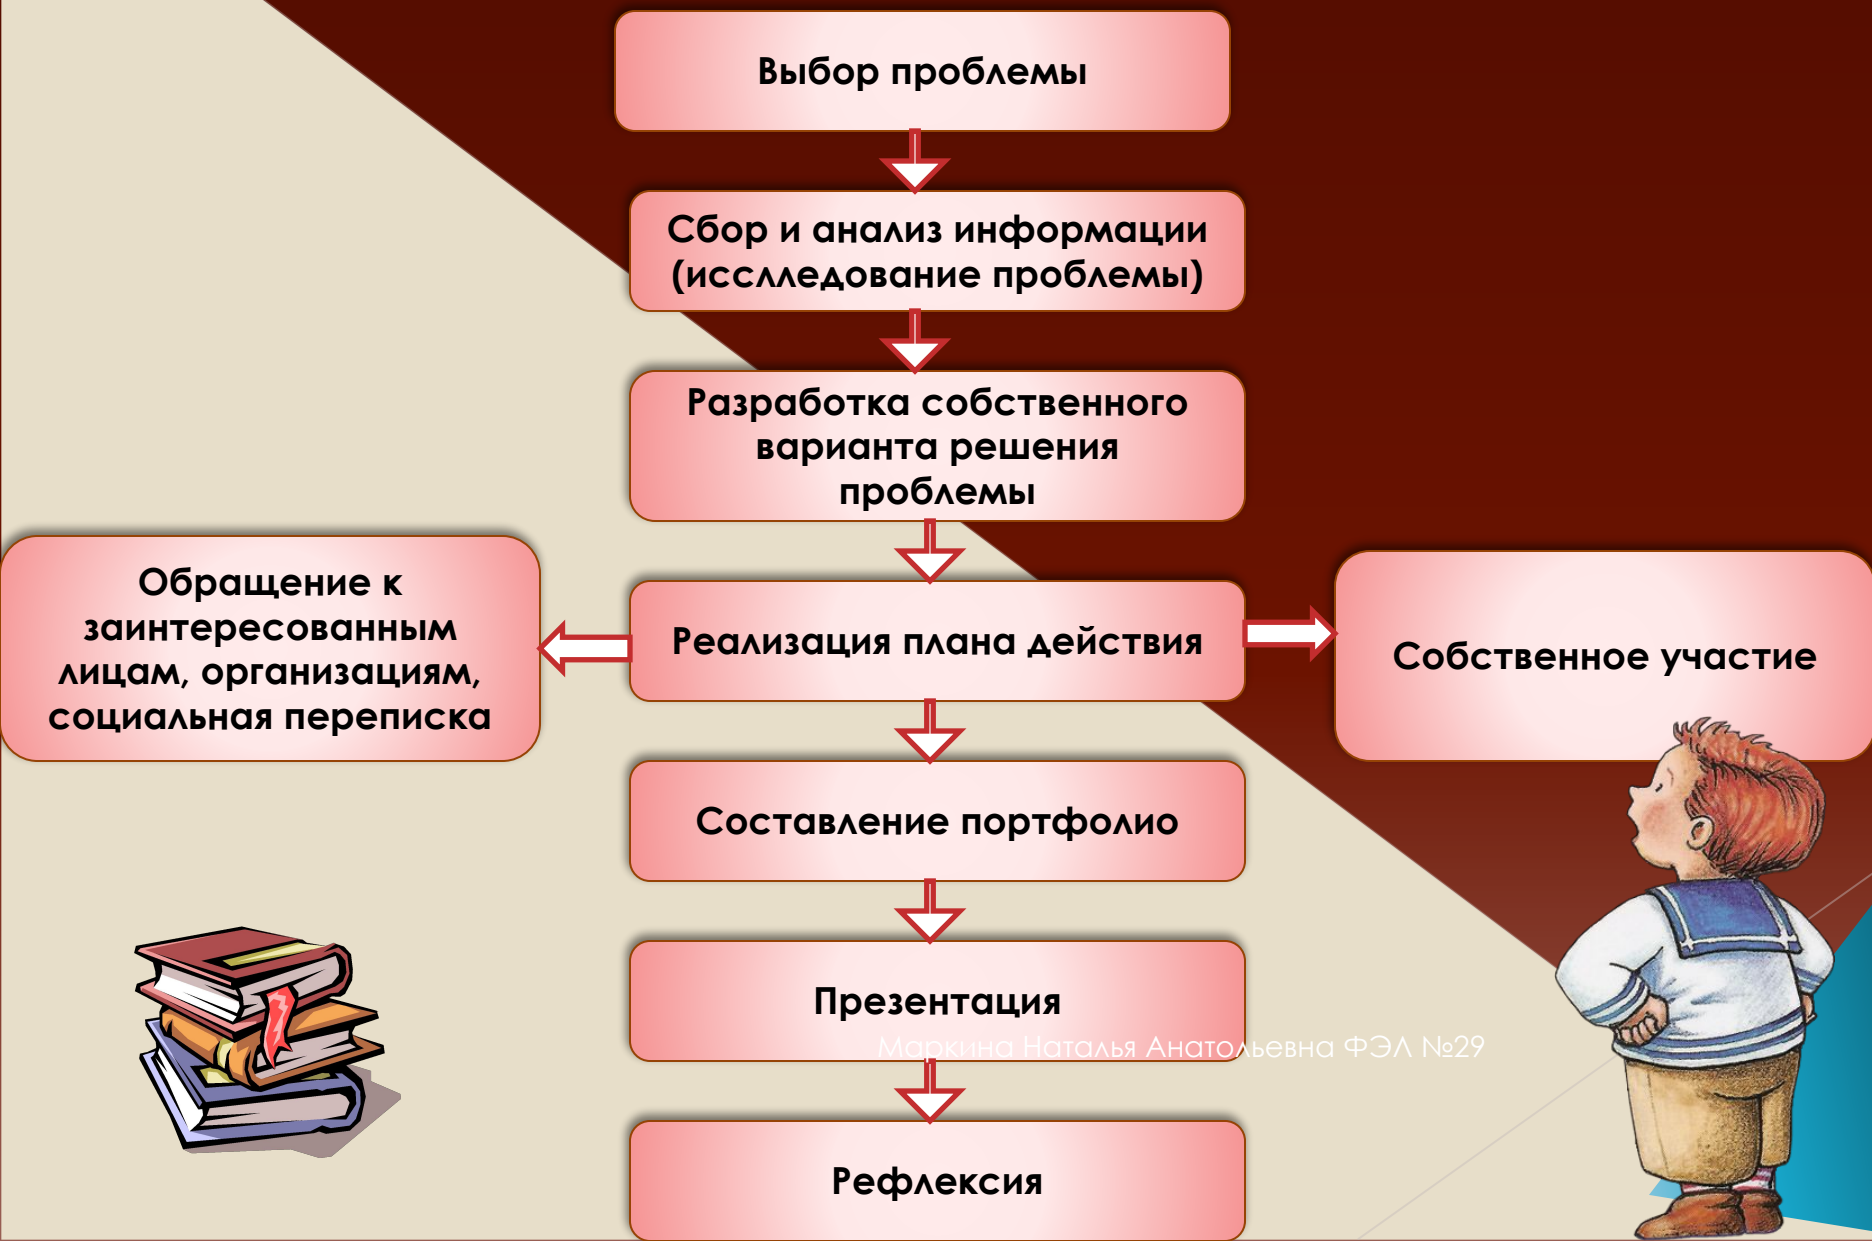 Выбор проблемы
Сбор и анализ информации
(исслледование проблемы)
Разработка собственного
варианта решения
проблемы
Обращение к
заинтересованным
лицам, организациям,
социальная переписка
Реализация плана действия
Собственное участие
Составление портфолио
Презентация
Маркина Наталья Анатольевна ФЭЛ №29
Рефлексия